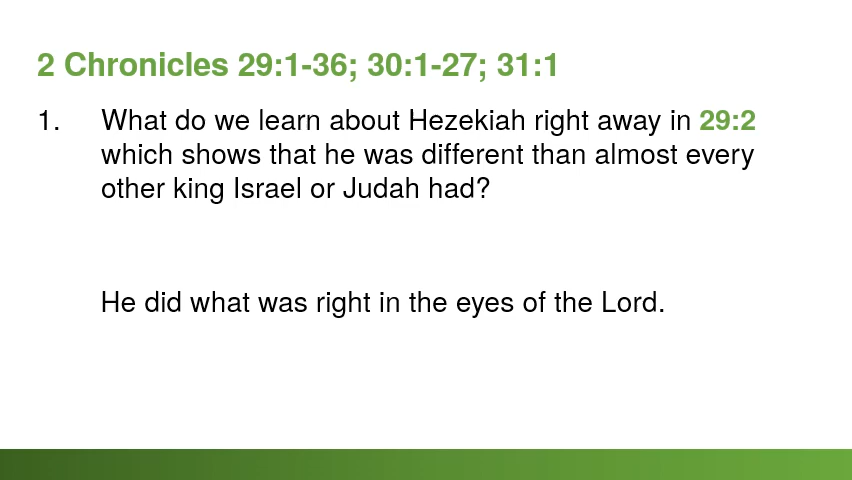 2 Chronicles 29:1-36; 30:1-27; 31:1
1. What do we learn about Hezekiah right away in 29:2
which shows that he was different than almost every
other king Israel or Judah had?
He did what was right in the eyes of the Lord.